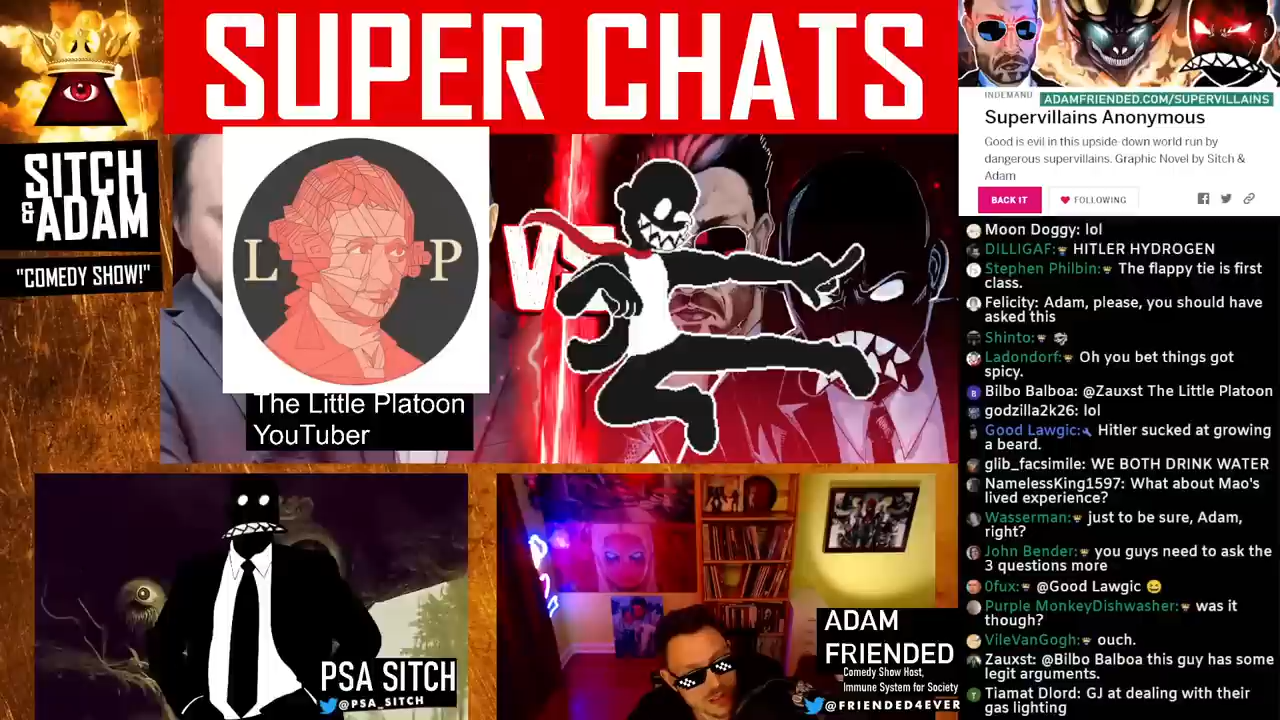 SUPER CHATS
SITCH
& ADAM
"COMEDY SHOW!"
L P
VS
The Little Platoon
YouTuber
PSA SITCH
@PSA_SITCH
ADAM
FRIENDED
Comedy Show Host,
Immune System for Society
@FRIENDED4EVER
INDEMAND
ADAMFRIENDED.COM/SUPERVILLAINS
Supervillains Anonymous
Good is evil in this upside-down world run by
dangerous supervillains. Graphic Novel by Sitch &
Adam
BACK IT
FOLLOWING
Moon Doggy: lol
DILLIGAF: HITLER HYDROGEN
Stephen Philbin: The flappy tie is first
class.
Felicity: Adam, please, you should have
asked this
Shinto:
Ladondorf: Oh you bet things got
spicy.
B Bilbo Balboa: @Zauxst The Little Platoon
godzilla2k26: lol
Good Lawgic: Hitler sucked at growing
a beard.
glib_facsimile: WE BOTH DRINK WATER
NamelessKing1597: What about Mao's
lived experience?
Wasserman: just to be sure, Adam,
right?
John Bender: you guys need to ask the
3 questions more
0fux: @Good Lawgic 😆
Purple MonkeyDishwasher: was it
though?
VileVanGogh: ouch.
Zauxst: @Bilbo Balboa this guy has some
legit arguments.
T Tiamat Dlord: GJ at dealing with their
gas lighting